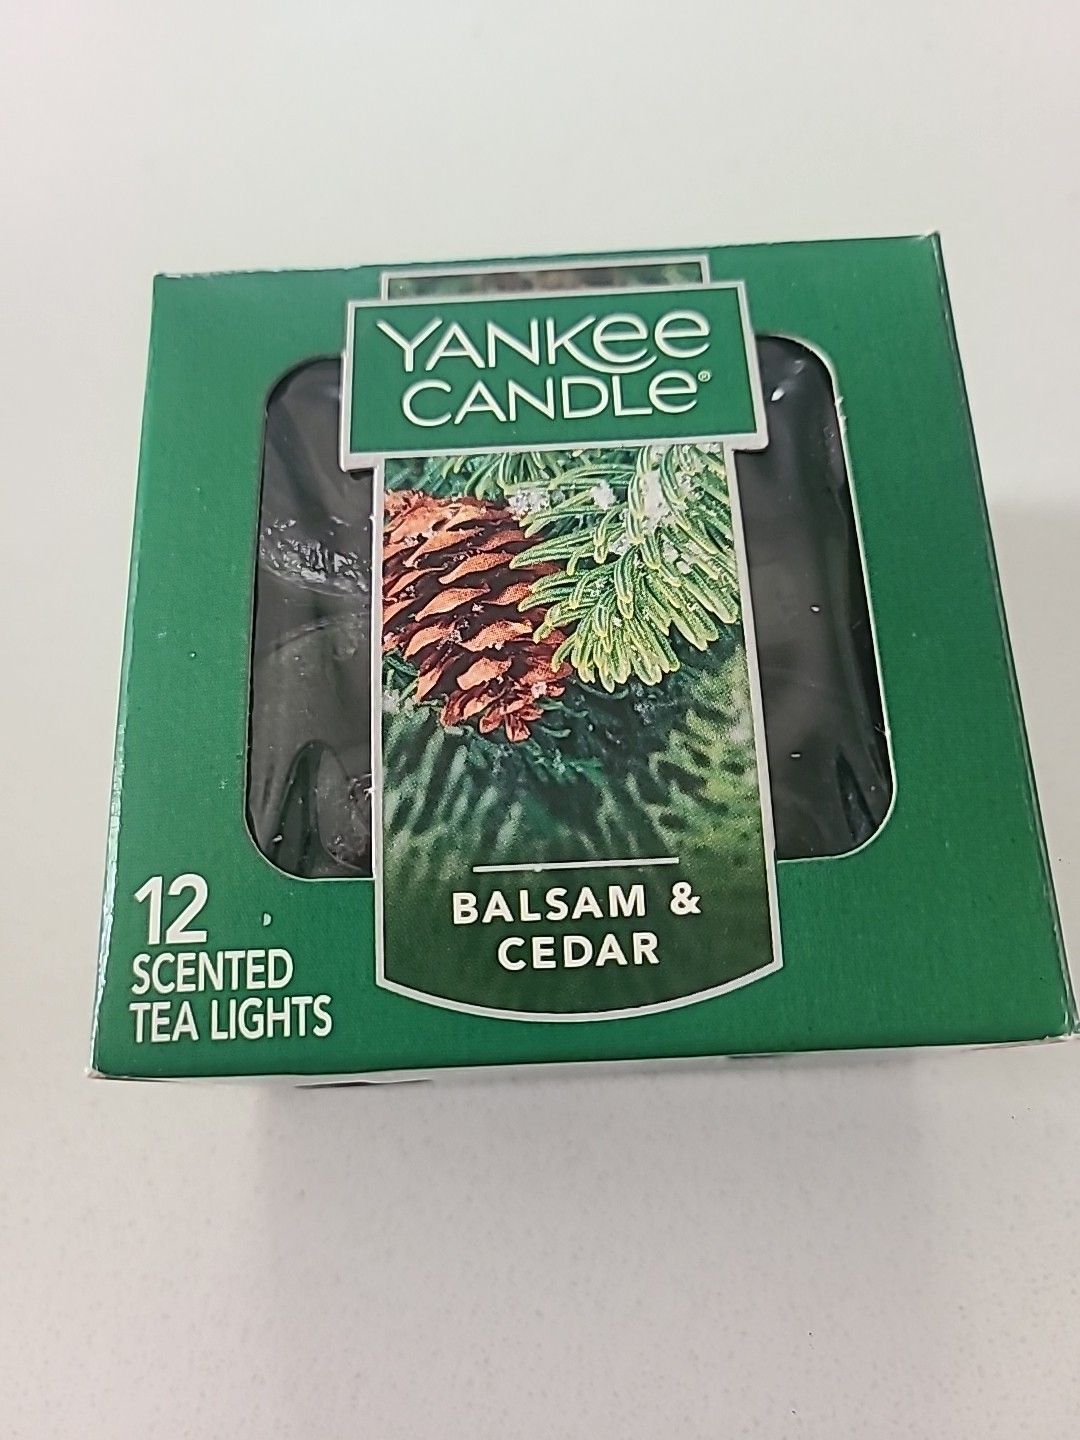 YANKEE
CANDLE®
BALSAM &
CEDAR
12
SCENTED
TEA LIGHTS